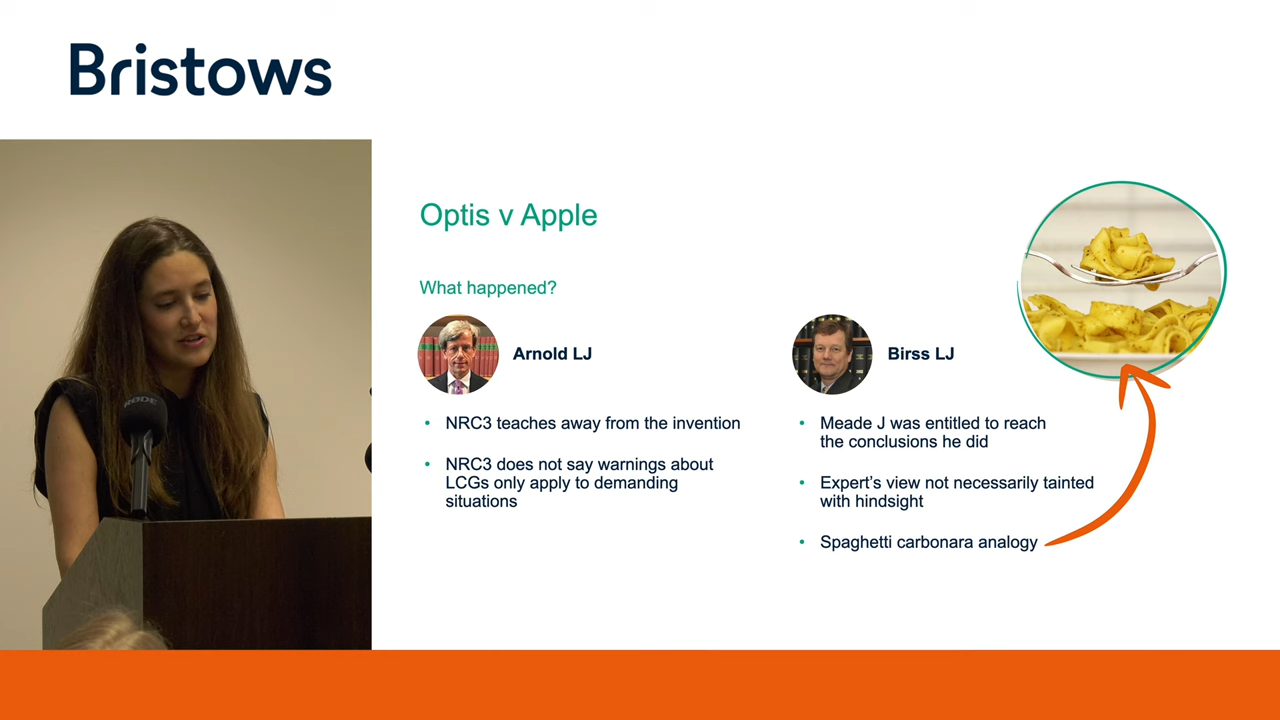 Bristows
RØDE
Optis v Apple
What happened?
Arnold LJ
• NRC3 teaches away from the invention
• NRC3 does not say warnings about
LCGs only apply to demanding
situations
Birss LJ
• Meade J was entitled to reach
the conclusions he did
• Expert's view not necessarily tainted
with hindsight
• Spaghetti carbonara analogy